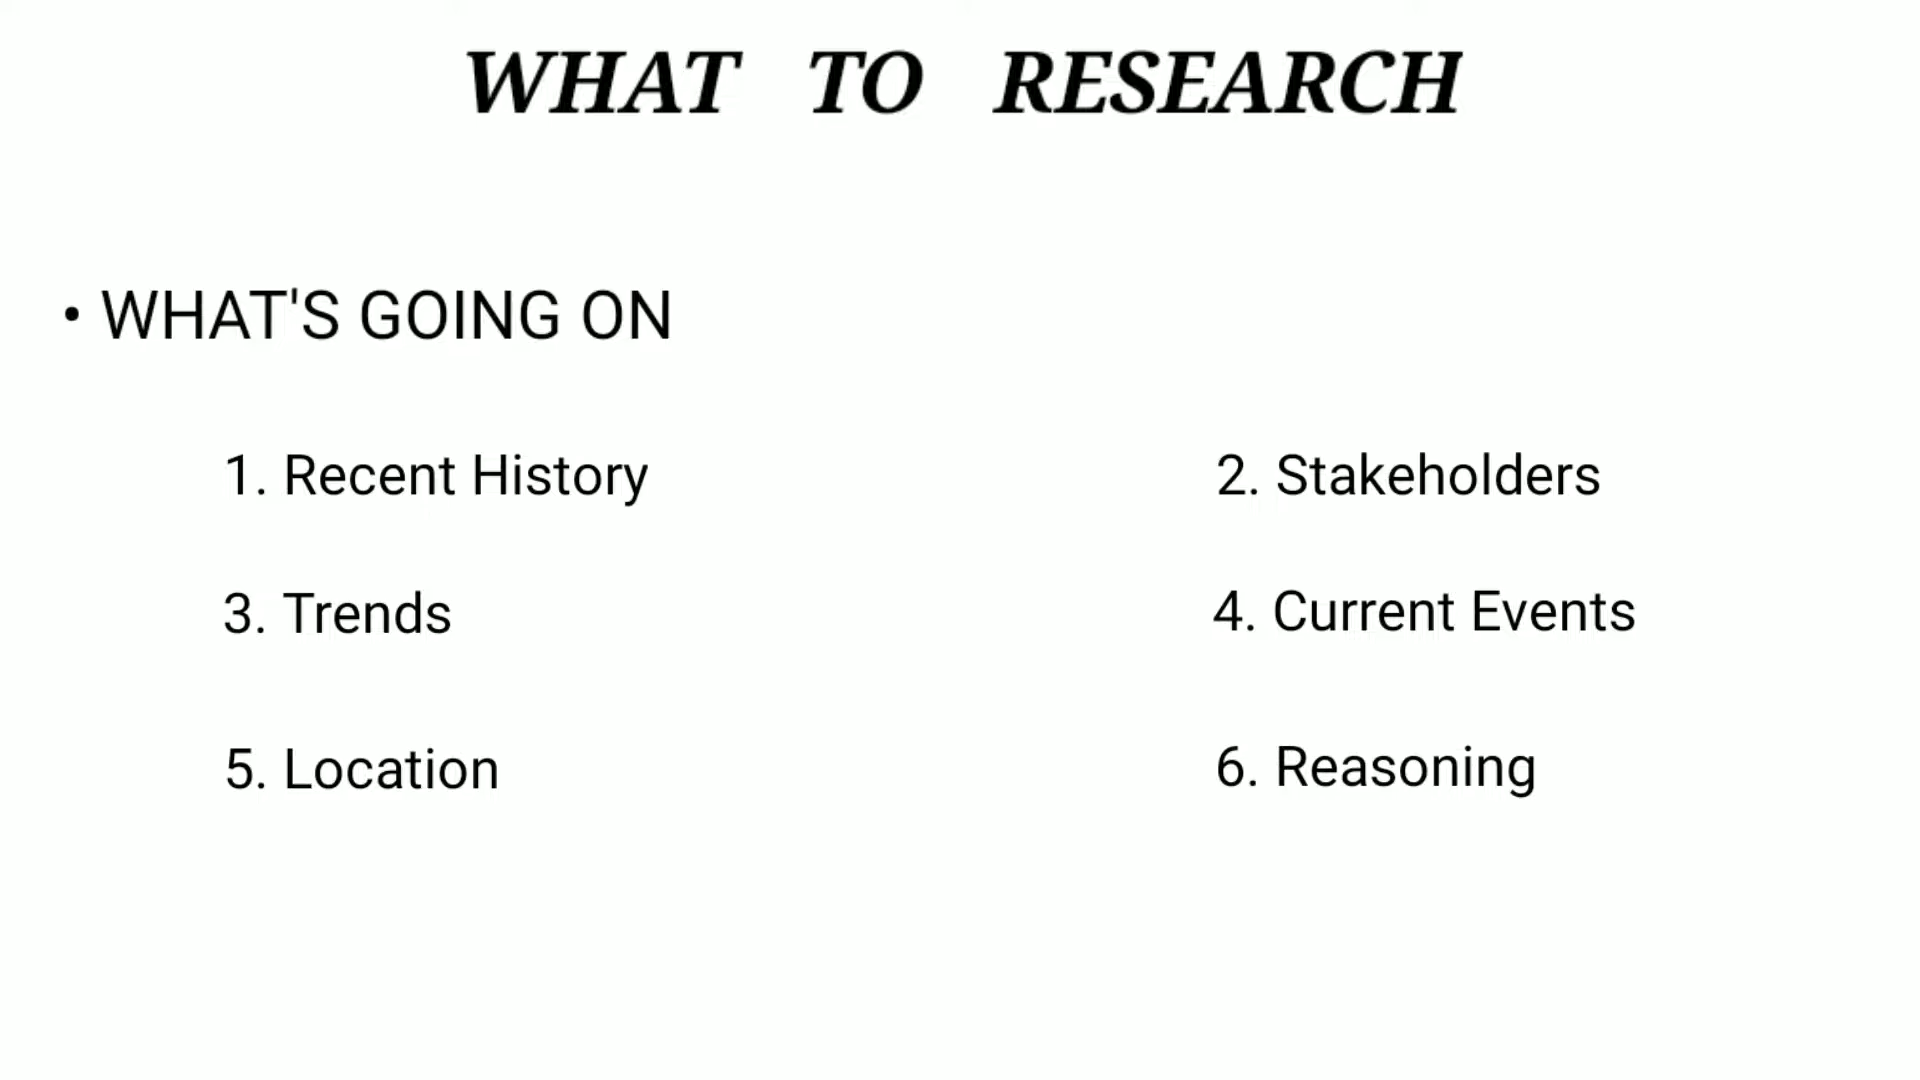 WHAT TO RESEARCH
• WHAT'S GOING ON
1. Recent History
2. Stakeholders
3. Trends
4. Current Events
5. Location
6. Reasoning